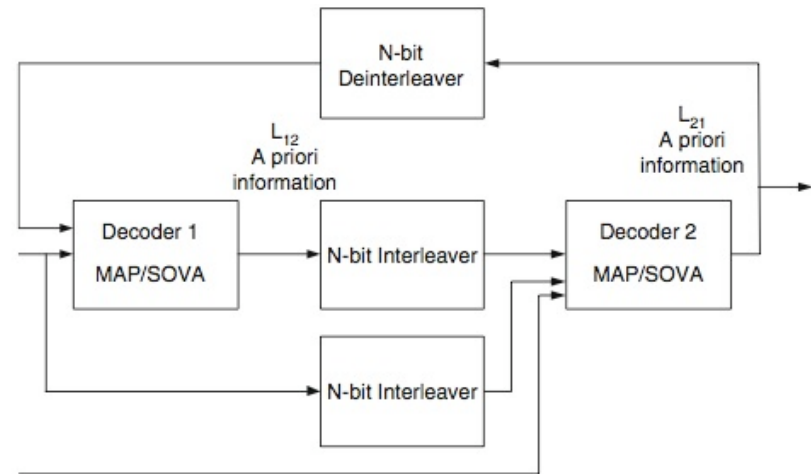 N-bit
Deinterleaver
L12
A priori
information
L21
A priori
information
Decoder 1
MAP/SOVA
N-bit Interleaver
Decoder 2
MAP/SOVA
N-bit Interleaver